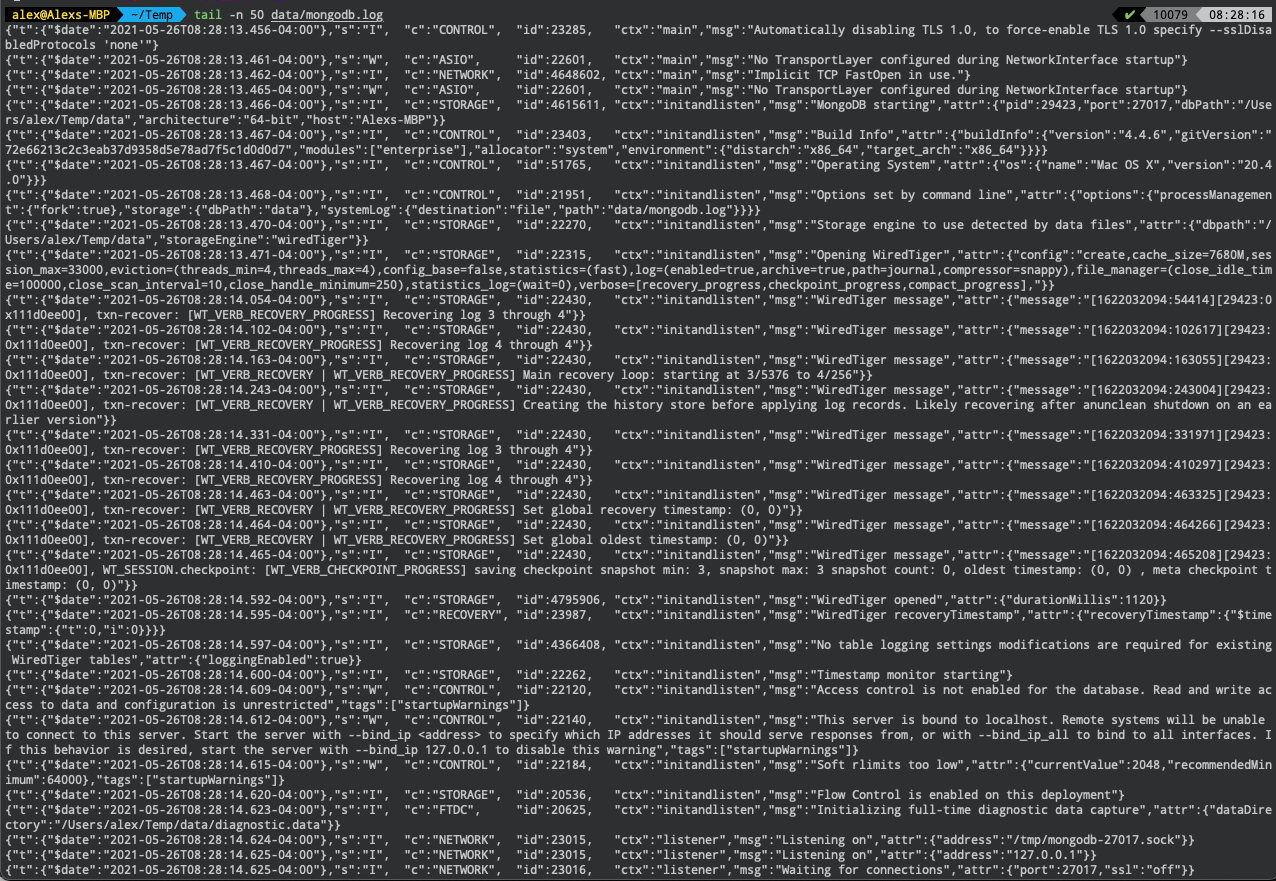 alex@Alexs-MBP ~/Temp tail -n 50 data/mongodb.log ✔ 10079 08:28:16
{"t":{"$date":"2021-05-26T08:28:13.456-04:00"},"s":"I", "c":"CONTROL", "id":23285, "ctx":"main","msg":"Automatically disabling TLS 1.0, to force-enable TLS 1.0 specify --sslDisa
bledProtocols 'none'"}
{"t":{"$date":"2021-05-26T08:28:13.461-04:00"},"s":"W", "c":"ASIO", "id":22601, "ctx":"main","msg":"No TransportLayer configured during NetworkInterface startup"}
{"t":{"$date":"2021-05-26T08:28:13.462-04:00"},"s":"I", "c":"NETWORK", "id":4648602, "ctx":"main","msg":"Implicit TCP FastOpen in use."}
{"t":{"$date":"2021-05-26T08:28:13.465-04:00"},"s":"W", "c":"ASIO", "id":22601, "ctx":"main","msg":"No TransportLayer configured during NetworkInterface startup"}
{"t":{"$date":"2021-05-26T08:28:13.466-04:00"},"s":"I", "c":"STORAGE", "id":4615611, "ctx":"initandlisten","msg":"MongoDB starting","attr":{"pid":29423,"port":27017,"dbPath":"/Use
rs/alex/Temp/data","architecture":"64-bit","host":"Alexs-MBP"}}
{"t":{"$date":"2021-05-26T08:28:13.467-04:00"},"s":"I", "c":"CONTROL", "id":23403, "ctx":"initandlisten","msg":"Build Info","attr":{"buildInfo":{"version":"4.4.6","gitVersion":"
72e66213c2c3eab37d9358d5e78ad7f5c1d0d0d7","modules":["enterprise"],"allocator":"system","environment":{"distarch":"x86_64","target_arch":"x86_64"}}}}
{"t":{"$date":"2021-05-26T08:28:13.467-04:00"},"s":"I", "c":"CONTROL", "id":51765, "ctx":"initandlisten","msg":"Operating System","attr":{"os":{"name":"Mac OS X","version":"20.4
.0"}}}
{"t":{"$date":"2021-05-26T08:28:13.468-04:00"},"s":"I", "c":"CONTROL", "id":21951, "ctx":"initandlisten","msg":"Options set by command line","attr":{"options":{"processManagemen
t":{"fork":true},"storage":{"dbPath":"data"},"systemLog":{"destination":"file","path":"data/mongodb.log"}}}}
{"t":{"$date":"2021-05-26T08:28:13.470-04:00"},"s":"I", "c":"STORAGE", "id":22270, "ctx":"initandlisten","msg":"Storage engine to use detected by data files","attr":{"dbpath":"/
Users/alex/Temp/data","storageEngine":"wiredTiger"}}
{"t":{"$date":"2021-05-26T08:28:13.471-04:00"},"s":"I", "c":"STORAGE", "id":22315, "ctx":"initandlisten","msg":"Opening WiredTiger","attr":{"config":"create,cache_size=7680M,ses
sion_max=33000,eviction=(threads_min=4,threads_max=4),config_base=false,statistics=(fast),log=(enabled=true,archive=true,path=journal,compressor=snappy),file_manager=(close_idle_tim
e=100000,close_scan_interval=10,close_handle_minimum=250),statistics_log=(wait=0),verbose=[recovery_progress,checkpoint_progress,compact_progress],"}}
{"t":{"$date":"2021-05-26T08:28:14.054-04:00"},"s":"I", "c":"STORAGE", "id":22430, "ctx":"initandlisten","msg":"WiredTiger message","attr":{"message":"[1622032094:54414][29423:0
x111d0ee00], txn-recover: [WT_VERB_RECOVERY_PROGRESS] Recovering log 3 through 4"}}
{"t":{"$date":"2021-05-26T08:28:14.102-04:00"},"s":"I", "c":"STORAGE", "id":22430, "ctx":"initandlisten","msg":"WiredTiger message","attr":{"message":"[1622032094:102617][29423:
0x111d0ee00], txn-recover: [WT_VERB_RECOVERY_PROGRESS] Recovering log 4 through 4"}}
{"t":{"$date":"2021-05-26T08:28:14.163-04:00"},"s":"I", "c":"STORAGE", "id":22430, "ctx":"initandlisten","msg":"WiredTiger message","attr":{"message":"[1622032094:163055][29423:
0x111d0ee00], txn-recover: [WT_VERB_RECOVERY | WT_VERB_RECOVERY_PROGRESS] Main recovery loop: starting at 3/5376 to 4/256"}}
{"t":{"$date":"2021-05-26T08:28:14.243-04:00"},"s":"I", "c":"STORAGE", "id":22430, "ctx":"initandlisten","msg":"WiredTiger message","attr":{"message":"[1622032094:243004][29423:
0x111d0ee00], txn-recover: [WT_VERB_RECOVERY | WT_VERB_RECOVERY_PROGRESS] Creating the history store before applying log records. Likely recovering after anunclean shutdown on an ea
rlier version"}}
{"t":{"$date":"2021-05-26T08:28:14.331-04:00"},"s":"I", "c":"STORAGE", "id":22430, "ctx":"initandlisten","msg":"WiredTiger message","attr":{"message":"[1622032094:331971][29423:
0x111d0ee00], txn-recover: [WT_VERB_RECOVERY_PROGRESS] Recovering log 3 through 4"}}
{"t":{"$date":"2021-05-26T08:28:14.410-04:00"},"s":"I", "c":"STORAGE", "id":22430, "ctx":"initandlisten","msg":"WiredTiger message","attr":{"message":"[1622032094:410297][29423:
0x111d0ee00], txn-recover: [WT_VERB_RECOVERY_PROGRESS] Recovering log 4 through 4"}}
{"t":{"$date":"2021-05-26T08:28:14.463-04:00"},"s":"I", "c":"STORAGE", "id":22430, "ctx":"initandlisten","msg":"WiredTiger message","attr":{"message":"[1622032094:463325][29423:
0x111d0ee00], txn-recover: [WT_VERB_RECOVERY | WT_VERB_RECOVERY_PROGRESS] Set global recovery timestamp: (0, 0)"}}
{"t":{"$date":"2021-05-26T08:28:14.464-04:00"},"s":"I", "c":"STORAGE", "id":22430, "ctx":"initandlisten","msg":"WiredTiger message","attr":{"message":"[1622032094:464266][29423:
0x111d0ee00], txn-recover: [WT_VERB_RECOVERY | WT_VERB_RECOVERY_PROGRESS] Set global oldest timestamp: (0, 0)"}}
{"t":{"$date":"2021-05-26T08:28:14.465-04:00"},"s":"I", "c":"STORAGE", "id":22430, "ctx":"initandlisten","msg":"WiredTiger message","attr":{"message":"[1622032094:465208][29423:
0x111d0ee00], WT_SESSION.checkpoint: [WT_VERB_CHECKPOINT_PROGRESS] saving checkpoint snapshot min: 3, snapshot max: 3 snapshot count: 0, oldest timestamp: (0, 0) , meta checkpoint t
imestamp: (0, 0)"}}
{"t":{"$date":"2021-05-26T08:28:14.592-04:00"},"s":"I", "c":"STORAGE", "id":4795906, "ctx":"initandlisten","msg":"WiredTiger opened","attr":{"durationMillis":1120}}
{"t":{"$date":"2021-05-26T08:28:14.595-04:00"},"s":"I", "c":"RECOVERY", "id":23987, "ctx":"initandlisten","msg":"WiredTiger recoveryTimestamp","attr":{"recoveryTimestamp":{"$time
stamp":{"t":0,"i":0}}}}
{"t":{"$date":"2021-05-26T08:28:14.597-04:00"},"s":"I", "c":"STORAGE", "id":4366408, "ctx":"initandlisten","msg":"No table logging settings modifications are required for existing
WiredTiger tables","attr":{"loggingEnabled":true}}
{"t":{"$date":"2021-05-26T08:28:14.600-04:00"},"s":"I", "c":"STORAGE", "id":22262, "ctx":"initandlisten","msg":"Timestamp monitor starting"}
{"t":{"$date":"2021-05-26T08:28:14.609-04:00"},"s":"W", "c":"CONTROL", "id":22120, "ctx":"initandlisten","msg":"Access control is not enabled for the database. Read and write ac
cess to data and configuration is unrestricted","tags":["startupWarnings"]}
{"t":{"$date":"2021-05-26T08:28:14.612-04:00"},"s":"W", "c":"CONTROL", "id":22140, "ctx":"initandlisten","msg":"This server is bound to localhost. Remote systems will be unable
to connect to this server. Start the server with --bind_ip <address> to specify which IP addresses it should serve responses from, or with --bind_ip_all to bind to all interfaces. I
f this behavior is desired, start the server with --bind_ip 127.0.0.1 to disable this warning","tags":["startupWarnings"]}
{"t":{"$date":"2021-05-26T08:28:14.615-04:00"},"s":"W", "c":"CONTROL", "id":22184, "ctx":"initandlisten","msg":"Soft rlimits too low","attr":{"currentValue":2048,"recommendedMin
imum":64000},"tags":["startupWarnings"]}
{"t":{"$date":"2021-05-26T08:28:14.620-04:00"},"s":"I", "c":"STORAGE", "id":20536, "ctx":"initandlisten","msg":"Flow Control is enabled on this deployment"}
{"t":{"$date":"2021-05-26T08:28:14.623-04:00"},"s":"I", "c":"FTDC", "id":20625, "ctx":"initandlisten","msg":"Initializing full-time diagnostic data capture","attr":{"dataDire
ctory":"/Users/alex/Temp/data/diagnostic.data"}}
{"t":{"$date":"2021-05-26T08:28:14.624-04:00"},"s":"I", "c":"NETWORK", "id":23015, "ctx":"listener","msg":"Listening on","attr":{"address":"/tmp/mongodb-27017.sock"}}
{"t":{"$date":"2021-05-26T08:28:14.625-04:00"},"s":"I", "c":"NETWORK", "id":23015, "ctx":"listener","msg":"Listening on","attr":{"address":"127.0.0.1"}}
{"t":{"$date":"2021-05-26T08:28:14.625-04:00"},"s":"I", "c":"NETWORK", "id":23016, "ctx":"listener","msg":"Waiting for connections","attr":{"port":27017,"ssl":"off"}}